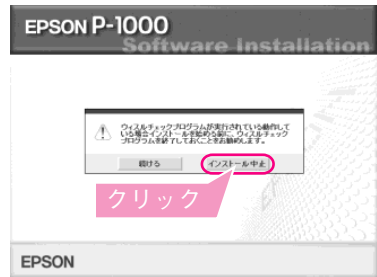 EPSON P-1000
Software Installation
ウィルスチェックプログラムが実行されている動作して
いる場合インストールを始める前に、ウィルスチェック
プログラムを終了しておくことをお勧めします。
続ける
インストール中止
クリック
EPSON